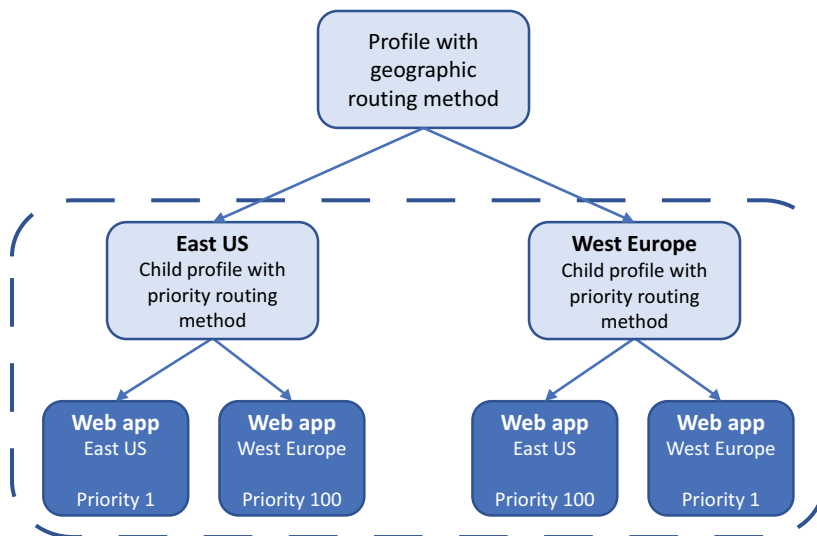 Profile with
geographic
routing method
East US
Child profile with
priority routing
method
West Europe
Child profile with
priority routing
method
Web app
East US
Priority 1
Web app
West Europe
Priority 100
Web app
East US
Priority 100
Web app
West Europe
Priority 1